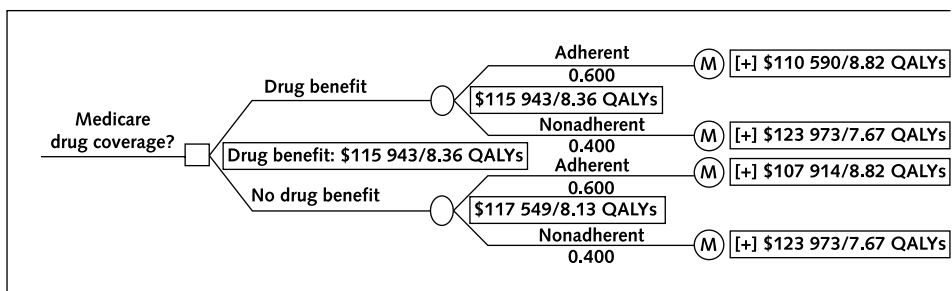 Medicare
drug coverage?
Drug benefit: $115 943/8.36 QALYs
Drug benefit
$115 943/8.36 QALYs
Adherent
0.600
[+] $110 590/8.82 QALYs
M
Nonadherent
0.400
M
[+] $123 973/7.67 QALYs
No drug benefit
$117 549/8.13 QALYs
Adherent
0.600
M
[+] $107 914/8.82 QALYs
Nonadherent
0.400
M
[+] $123 973/7.67 QALYs